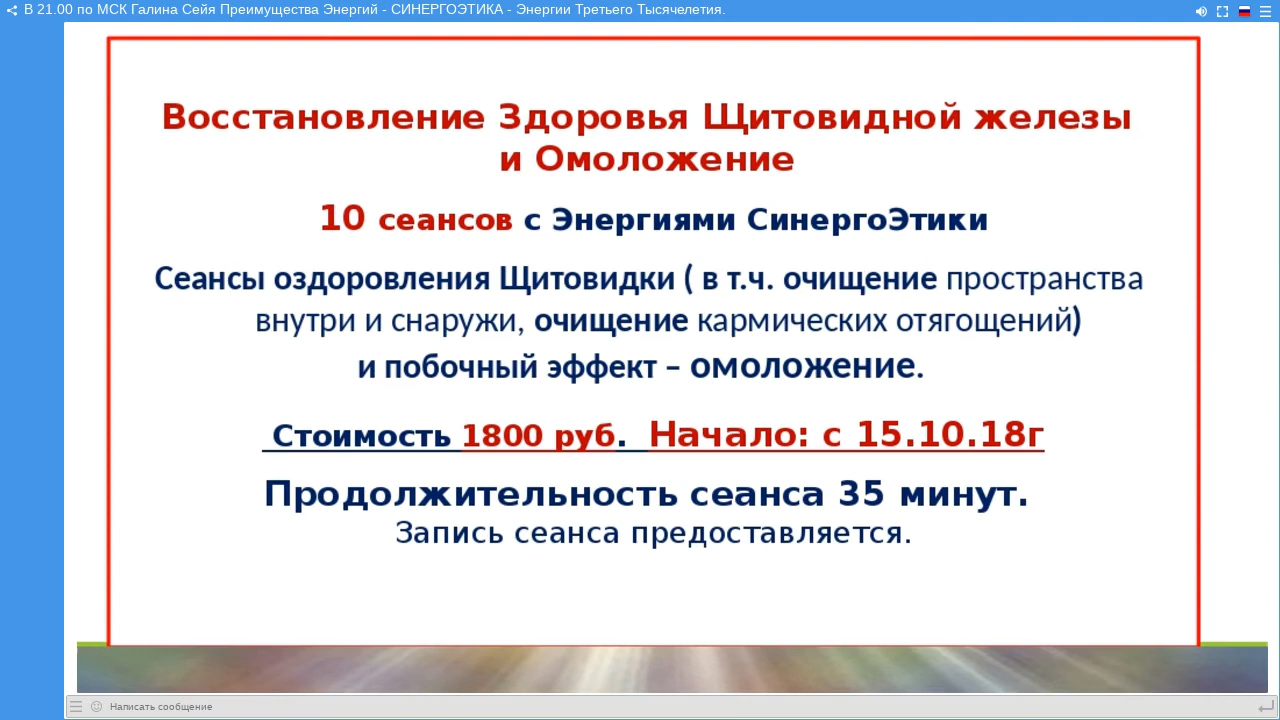 В 21.00 по МСК Галина Сейя Преимущества Энергий - СИНЕРГОЭТИКА - Энергии Третьего Тысячелетия.
Восстановление Здоровья Щитовидной железы
и Омоложение
10 сеансов с Энергиями СинергоЭтики
Сеансы оздоровления Щитовидки ( в т.ч. очищение пространства
внутри и снаружи, очищение кармических отягощений)
и побочный эффект – омоложение.
Стоимость 1800 руб. Начало: с 15.10.18г
Продолжительность сеанса 35 минут.
Запись сеанса предоставляется.
Написать сообщение